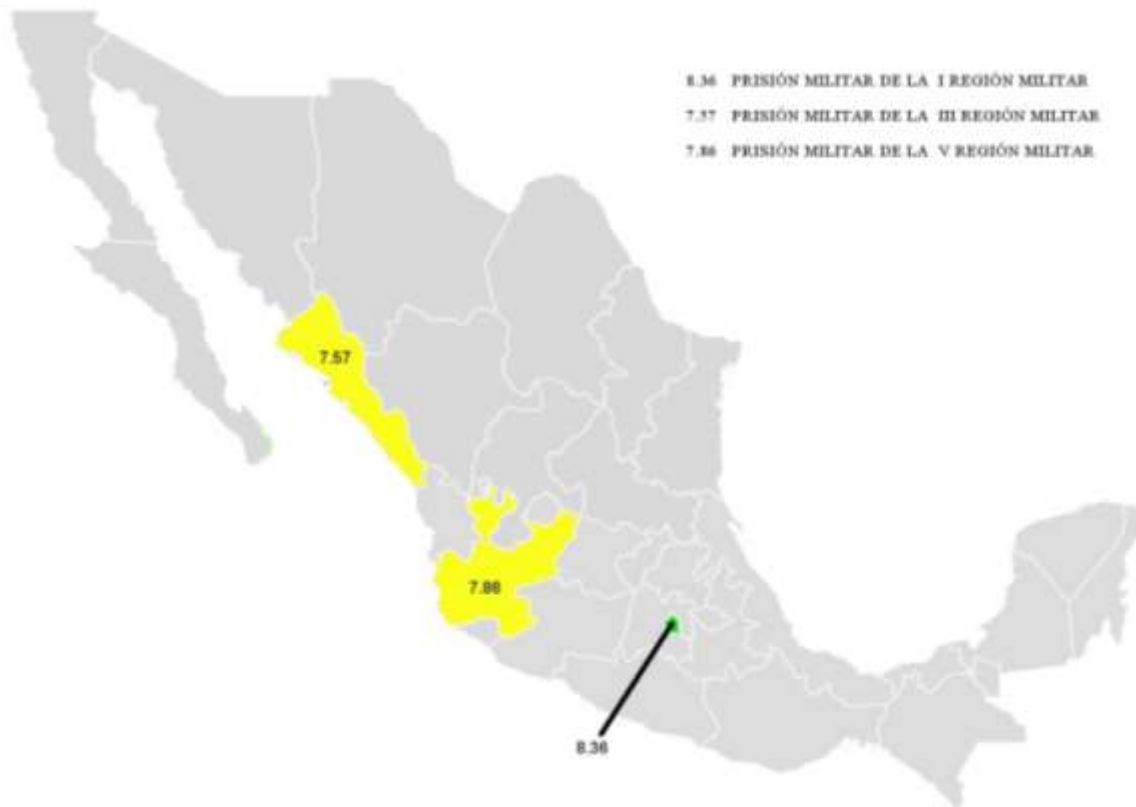 8.36 PRISIÓN MILITAR DE LA I REGIÓN MILITAR
7.57 PRISIÓN MILITAR DE LA III REGIÓN MILITAR
7.86 PRISIÓN MILITAR DE LA V REGIÓN MILITAR
7.57
7.86
8.36